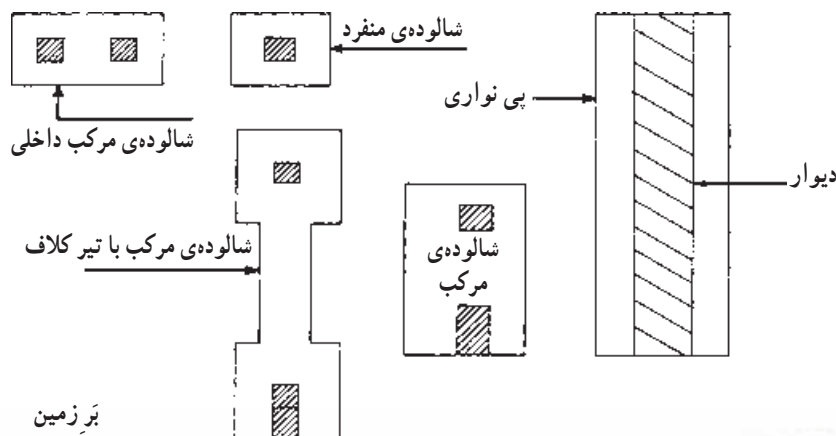 شالوده‌ی منفرد
پی نواری
شالوده‌ی مرکب داخلی
دیوار
شالوده‌ی مرکب با تیر کلاف
شالوده‌ی
مرکب
بَرِ زمین